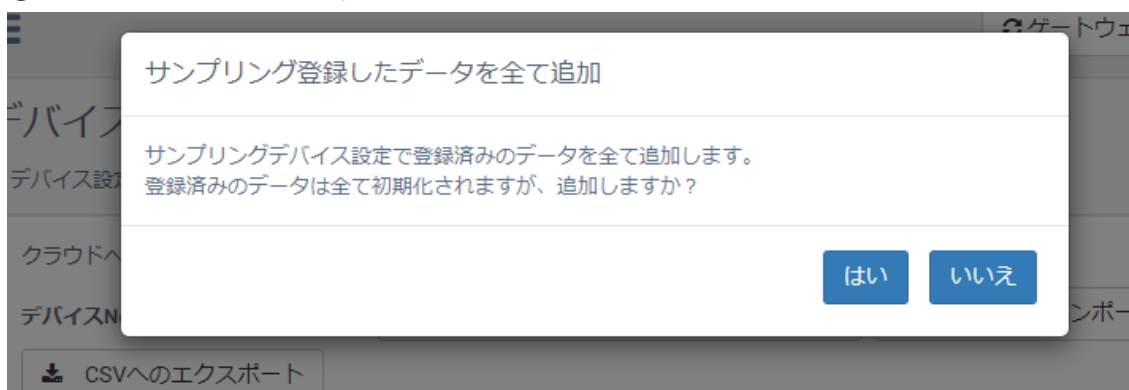 ゲートウェ
サンプリング登録したデータを全て追加
デバイス
サンプリングデバイス設定で登録済みのデータを全て追加します。
デバイス設定
登録済みのデータは全て初期化されますが、追加しますか？
クラウドへ
はい いいえ
デバイスN
ンポー
CSVへのエクスポート